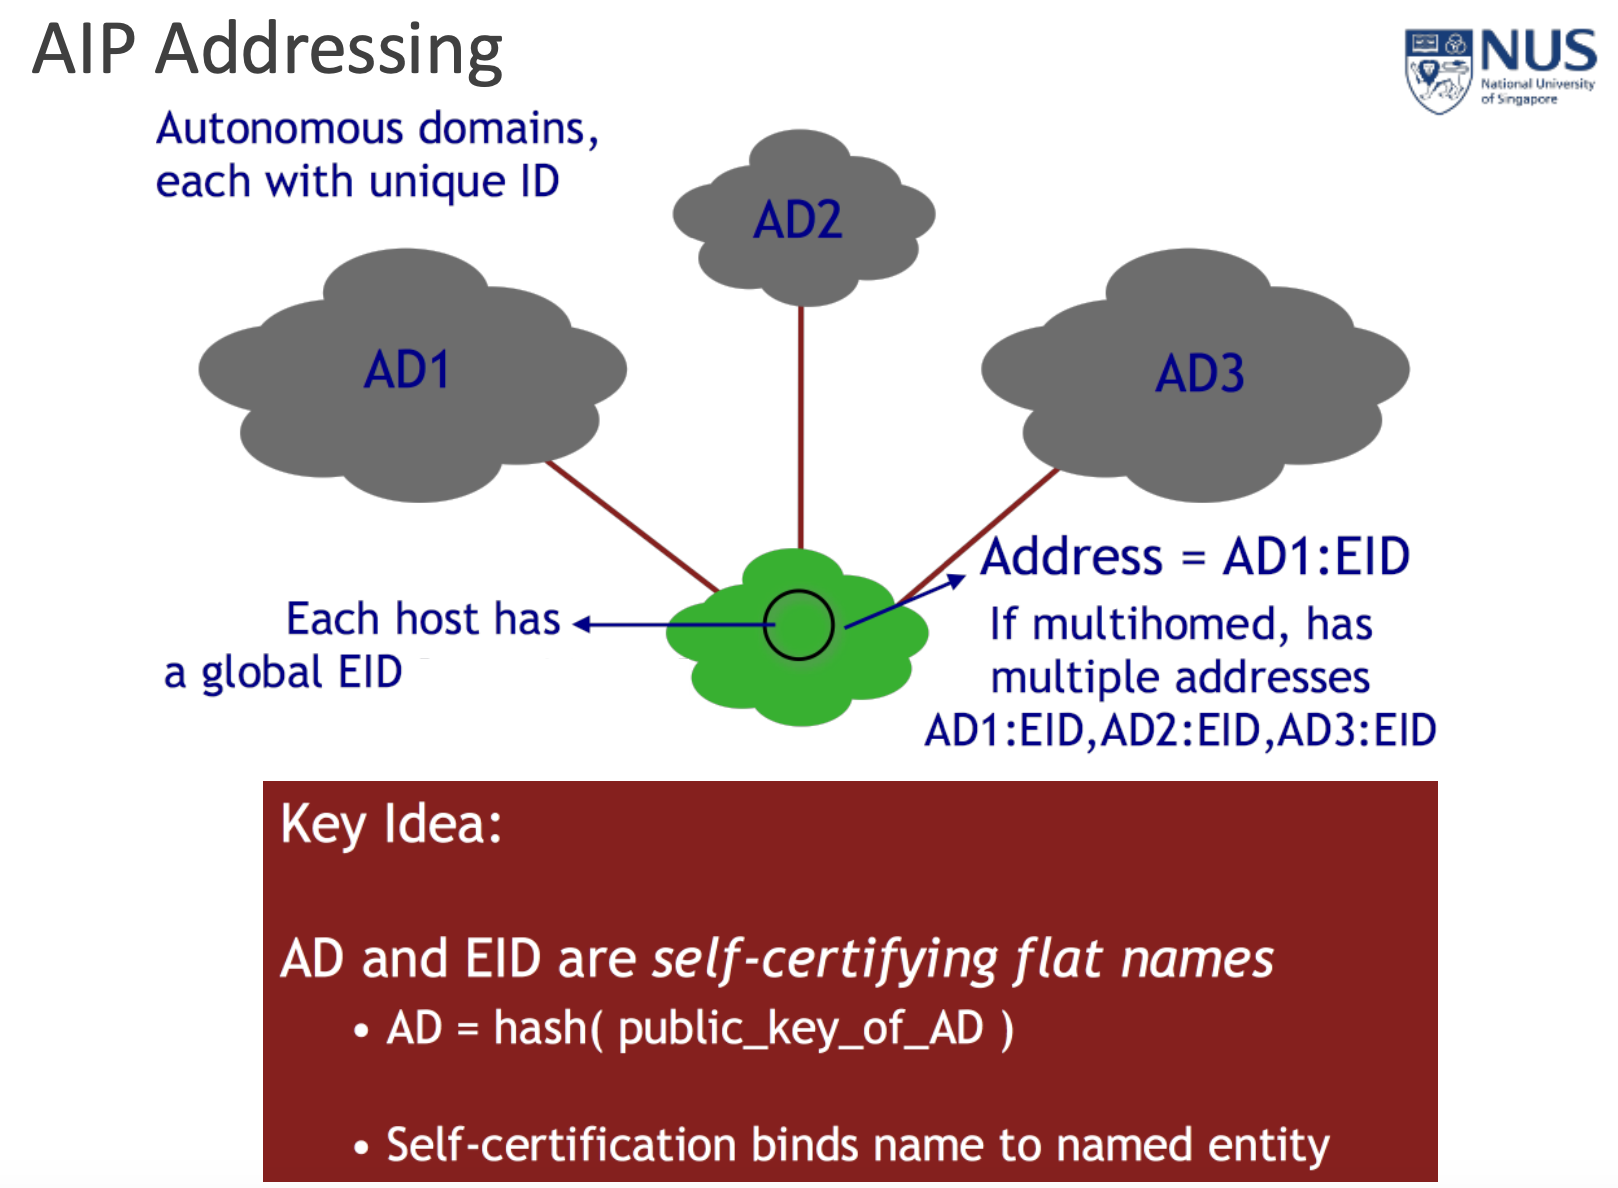 AIP Addressing
NUS
National University
of Singapore
Autonomous domains,
each with unique ID
AD2
AD1
AD3
Address = AD1:EID
Each host has
a global EID
If multihomed, has
multiple addresses
AD1:EID,AD2:EID,AD3:EID
Key Idea:
AD and EID are self-certifying flat names
• AD = hash( public_key_of_AD )
• Self-certification binds name to named entity